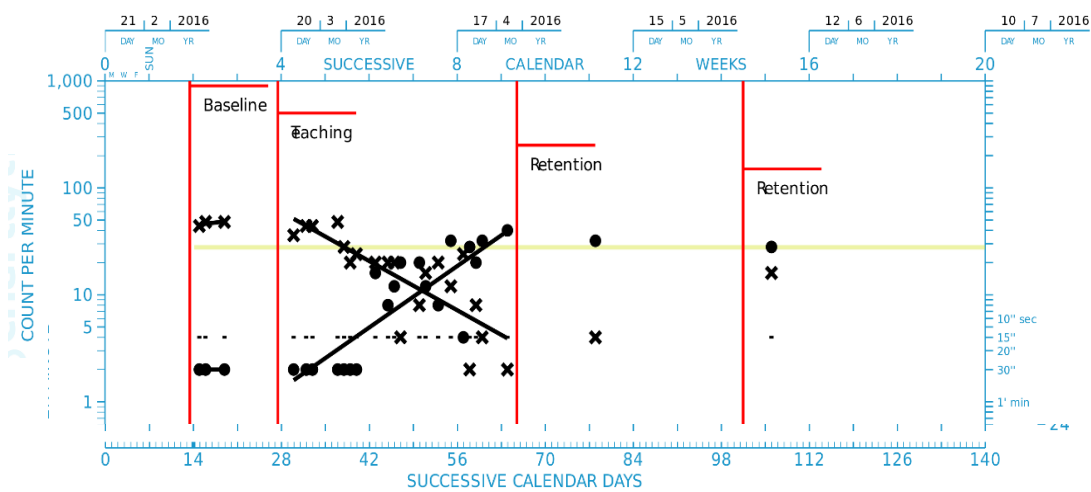 21 2 2016 20 3 2016 17 4 2016 15 5 2016 12 6 2016 10 7 2016
DAY MO YR DAY MO YR DAY MO YR DAY MO YR DAY MO YR DAY MO YR
SUN
0 4 SUCCESSIVE 8 CALENDAR 12 WEEKS 16 20
M W F
1,000
Baseline
500
Teaching
Retention
100
Retention
50
10
5
1
COUNT PER MINUTE
10" sec
15"
20"
30"
1' min
0 14 28 42 56 70 84 98 112 126 140
SUCCESSIVE CALENDAR DAYS